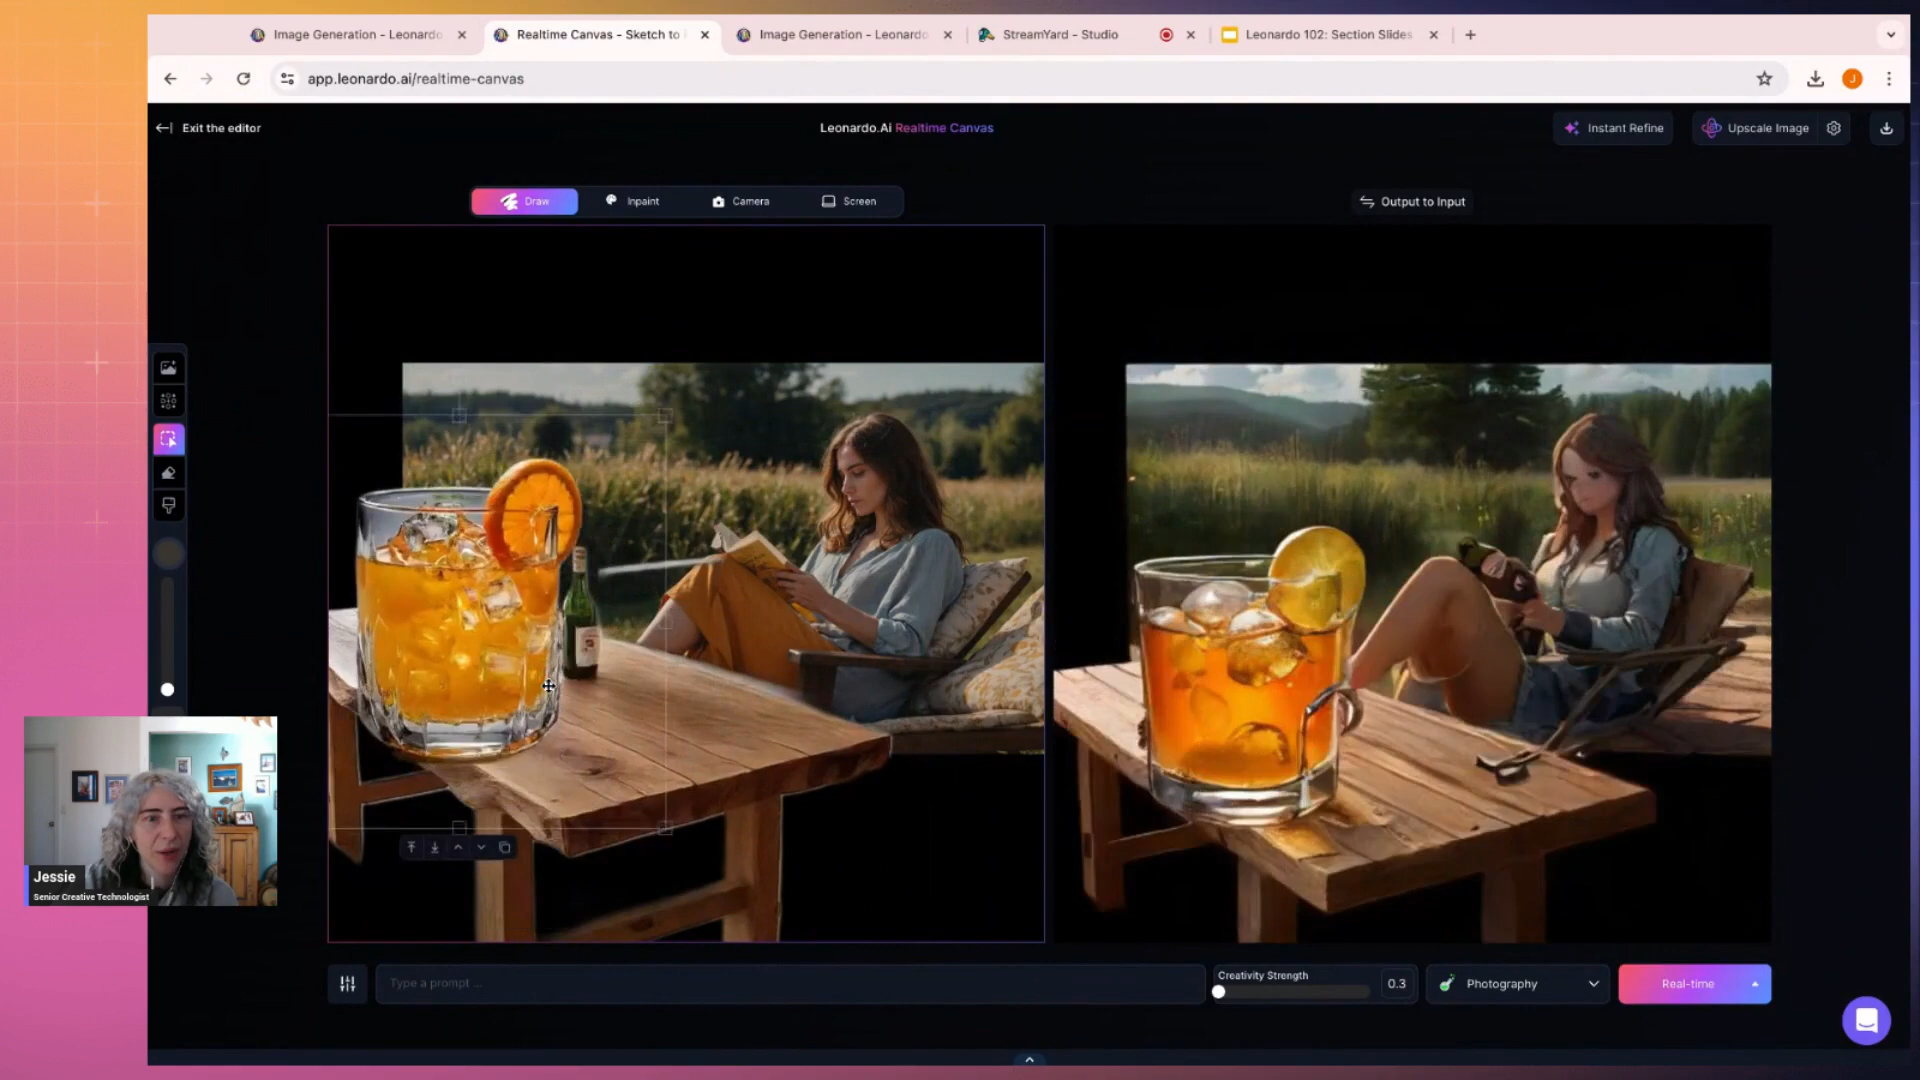 Image Generation - Leonardo
Realtime Canvas - Sketch to
Image Generation - Leonardo
StreamYard - Studio
Leonardo 102: Section Slides
app.leonardo.ai/realtime-canvas
J
Exit the editor
Leonardo.Ai Realtime Canvas
Instant Refine
Upscale Image
Draw
Inpaint
Camera
Screen
Output to Input
Jessie
Senior Creative Technologist
Type a prompt ...
Creativity Strength
0.3
Photography
Real-time